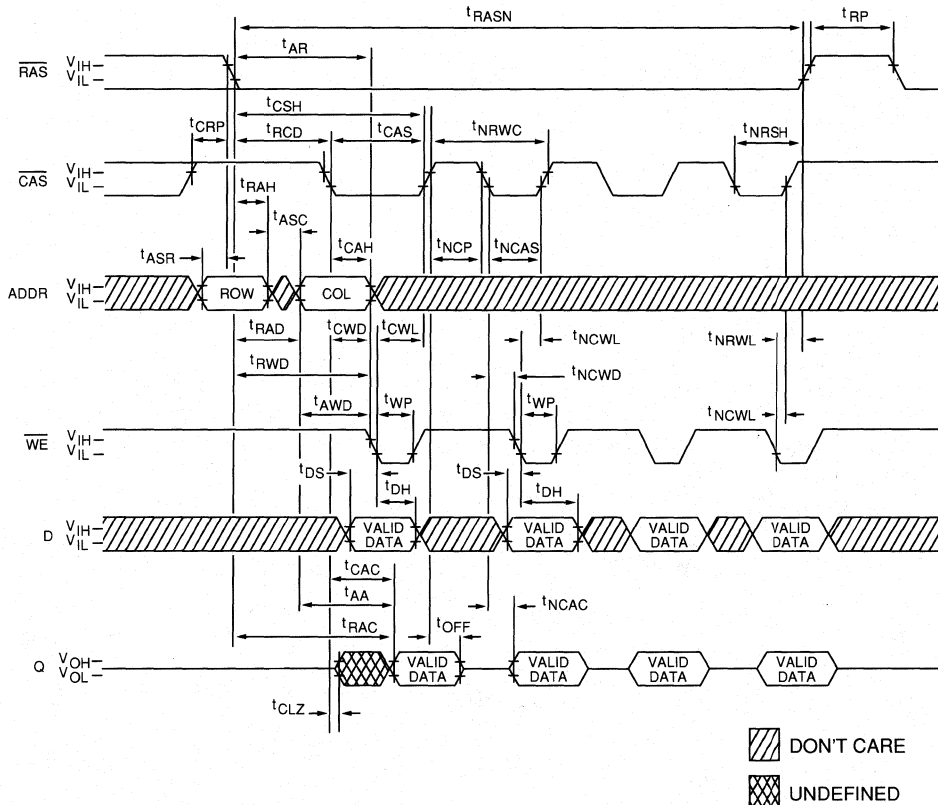 tRASN
tRP
tAR
RAS VIH
VIL
tCSH
tCRP
tRCD
tCAS
tNRWC
tNRSH
CAS VIH
VIL
tRAH
tASC
tASR
tCAH
tNCP
tNCAS
ADDR VIH
VIL
ROW
COL
tRAD
tCWD
tCWL
tNCWL
tNRWL
tRWD
tNCWD
tAWD
tWP
tWP
tNCWL
WE VIH
VIL
tDS
tDH
tDS
tDH
D VIH
VIL
VALID DATA
VALID DATA
VALID DATA
VALID DATA
tCAC
tAA
tNCAC
tRAC
tOFF
Q VOH
VOL
VALID DATA
VALID DATA
VALID DATA
VALID DATA
tCLZ
DON'T CARE
UNDEFINED